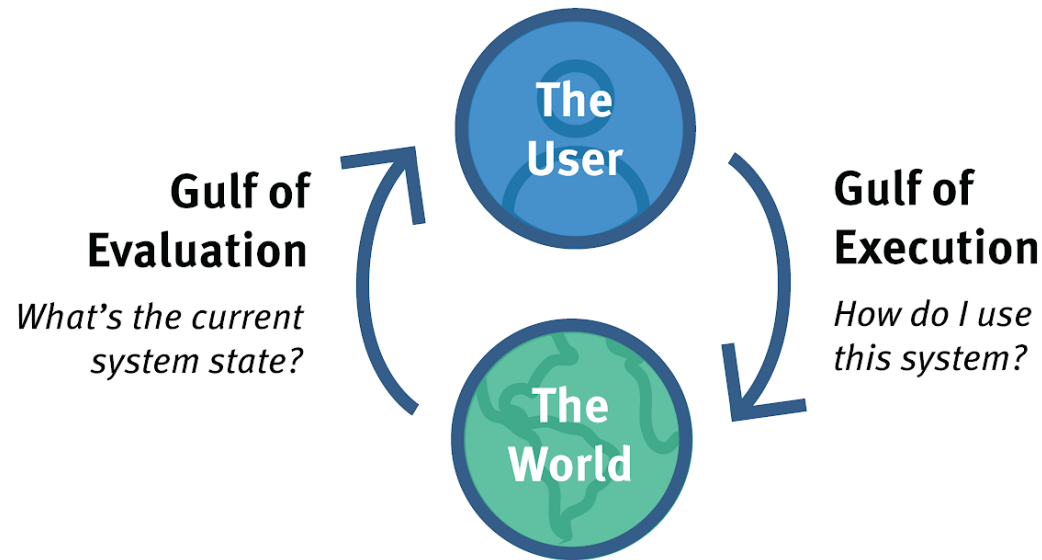 The
User
Gulf of
Evaluation
What's the current
system state?
Gulf of
Execution
How do I use
this system?
The
World